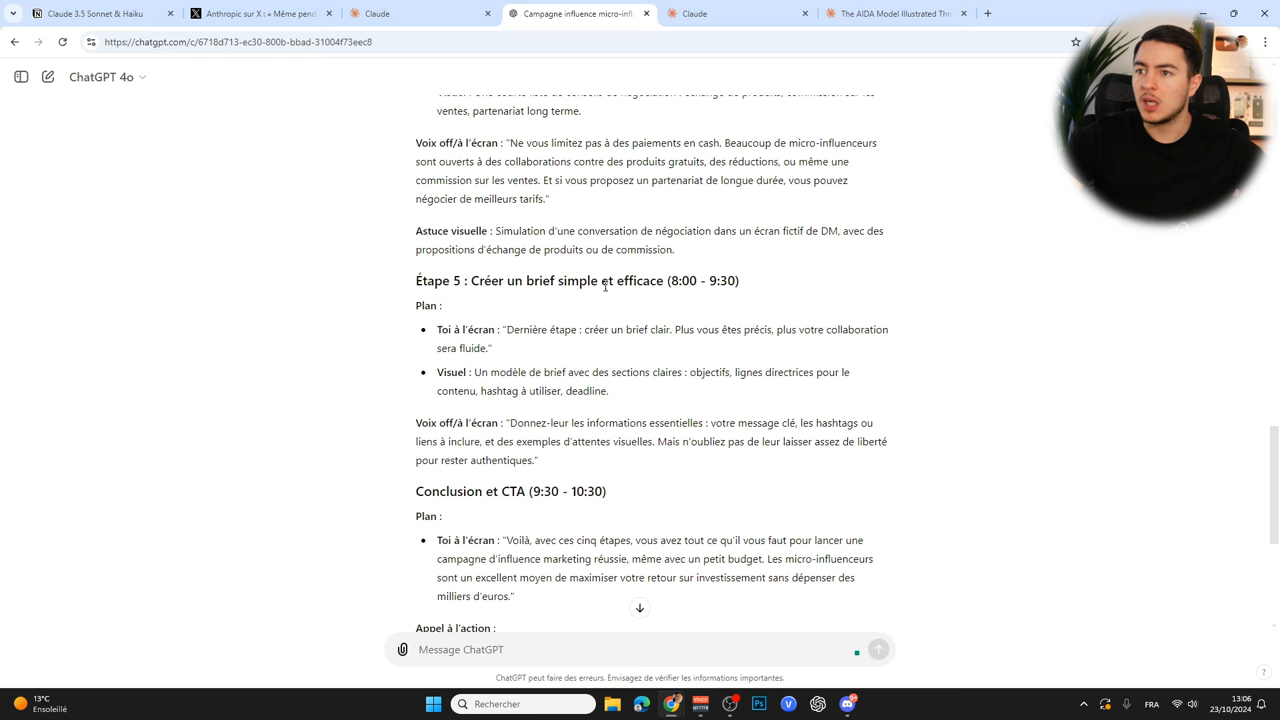 Claude 3.5 Sonnet & Haiku
Anthropic sur X : « Même pend
Claude
Campagne influence micro-infl
Claude
The AIDA Model Illustrated Thr
https://chatgpt.com/c/6718d713-ec30-800b-bbad-31004f73eec8
ChatGPT 4o
ventes, partenariat long terme.
Voix off/à l'écran : "Ne vous limitez pas à des paiements en cash. Beaucoup de micro-influenceurs
sont ouverts à des collaborations contre des produits gratuits, des réductions, ou même une
commission sur les ventes. Et si vous proposez un partenariat de longue durée, vous pouvez
négocier de meilleurs tarifs."
Astuce visuelle : Simulation d'une conversation de négociation dans un écran fictif de DM, avec des
propositions d'échange de produits ou de commission.
Étape 5 : Créer un brief simple et efficace (8:00 - 9:30)
Plan :
• Toi à l'écran : "Dernière étape : créer un brief clair. Plus vous êtes précis, plus votre collaboration
sera fluide."
• Visuel : Un modèle de brief avec des sections claires : objectifs, lignes directrices pour le
contenu, hashtag à utiliser, deadline.
Voix off/à l'écran : "Donnez-leur les informations essentielles : votre message clé, les hashtags ou
liens à inclure, et des exemples d'attentes visuelles. Mais n'oubliez pas de leur laisser assez de liberté
pour rester authentiques."
Conclusion et CTA (9:30 - 10:30)
Plan :
• Toi à l'écran : "Voilà, avec ces cinq étapes, vous avez tout ce qu'il vous faut pour lancer une
campagne d'influence marketing réussie, même avec un petit budget. Les micro-influenceurs
sont un excellent moyen de maximiser votre retour sur investissement sans dépenser des
milliers d'euros."
Appel à l'action :
Message ChatGPT
ChatGPT peut faire des erreurs. Envisagez de vérifier les informations importantes.
?
13°C
Ensoleillé
Rechercher
FRA
13:06
23/10/2024